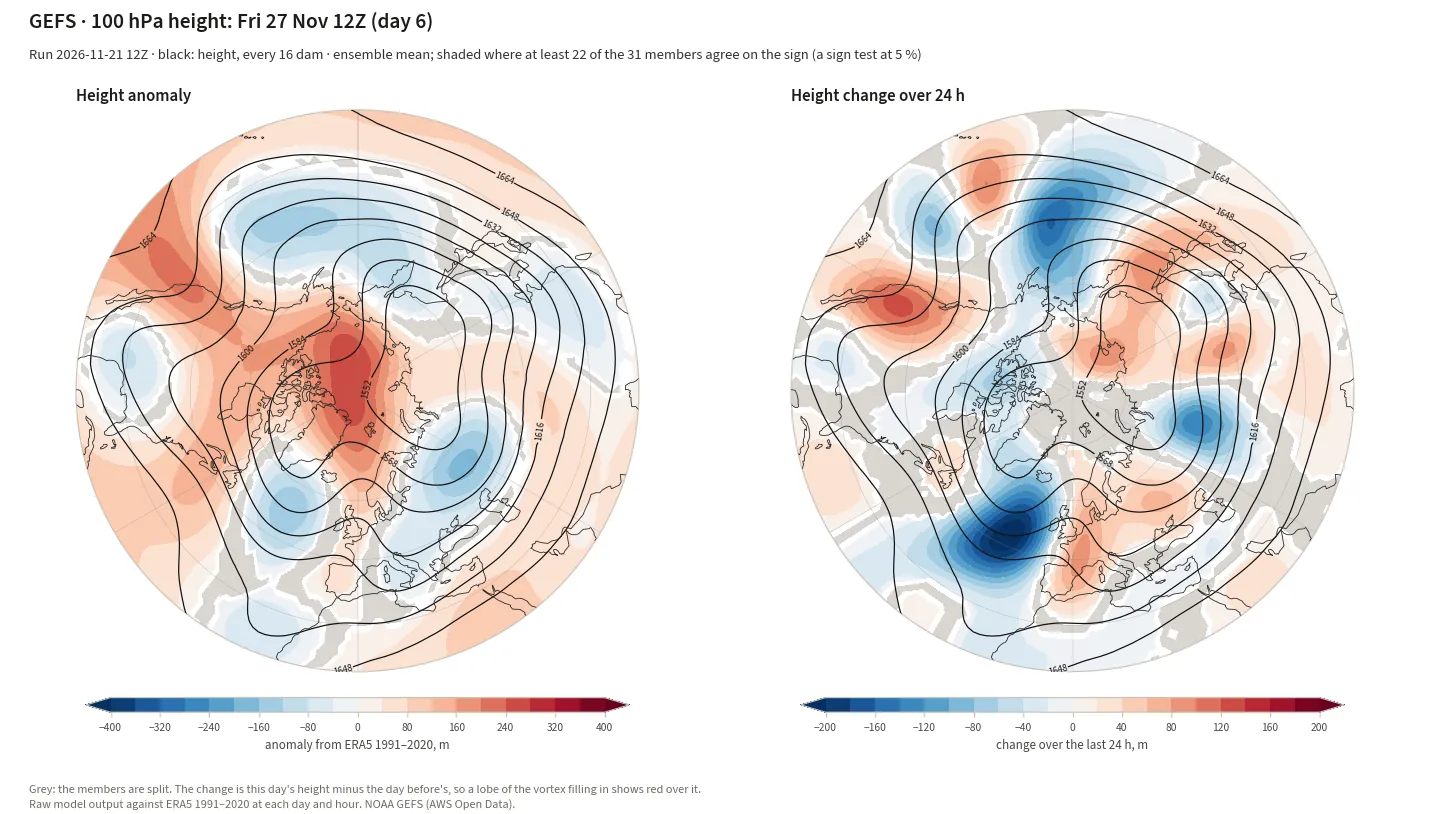 GEFS · 100 hPa height: Fri 27 Nov 12Z (day 6)
Run 2026-11-21 12Z · black: height, every 16 dam · ensemble mean; shaded where at least 22 of the 31 members agree on the sign (a sign test at 5 %)
Height anomaly
Height change over 24 h
1664
1648
1632
1664
1600
1584
1552
1616
1568
1648
1664
1648
1632
1664
1600
1584
1552
1616
1568
1648
−400 −320 −240 −160 −80 0 80 160 240 320 400
anomaly from ERA5 1991–2020, m
−200 −160 −120 −80 −40 0 40 80 120 160 200
change over the last 24 h, m
Grey: the members are split. The change is this day's height minus the day before's, so a lobe of the vortex filling in shows red over it.
Raw model output against ERA5 1991–2020 at each day and hour. NOAA GEFS (AWS Open Data).